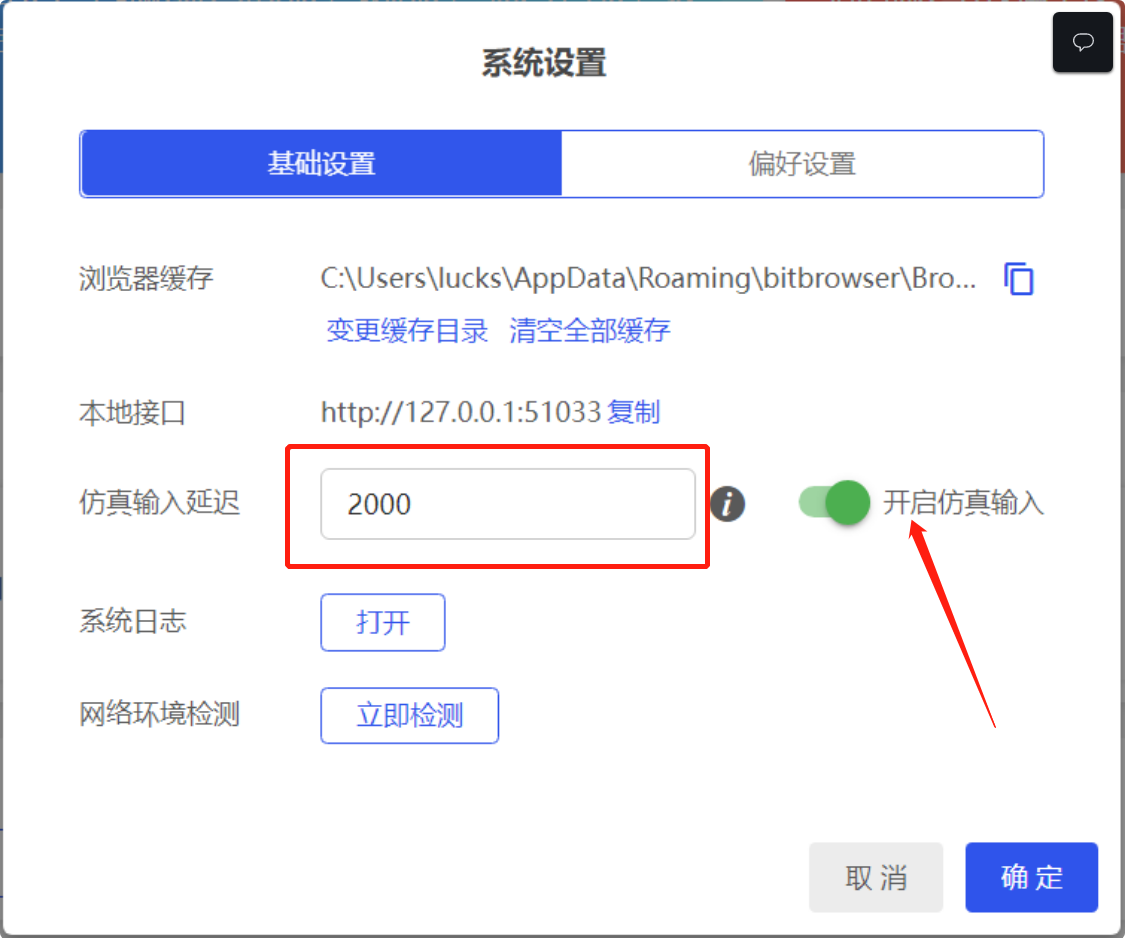 系统设置
基础设置 偏好设置
浏览器缓存 C:\Users\lucks\AppData\Roaming\bitbrowser\Bro...
变更缓存目录 清空全部缓存
本地接口 http://127.0.0.1:51033 复制
仿真输入延迟 2000 i 开启仿真输入
系统日志 打开
网络环境检测 立即检测
取 消 确 定